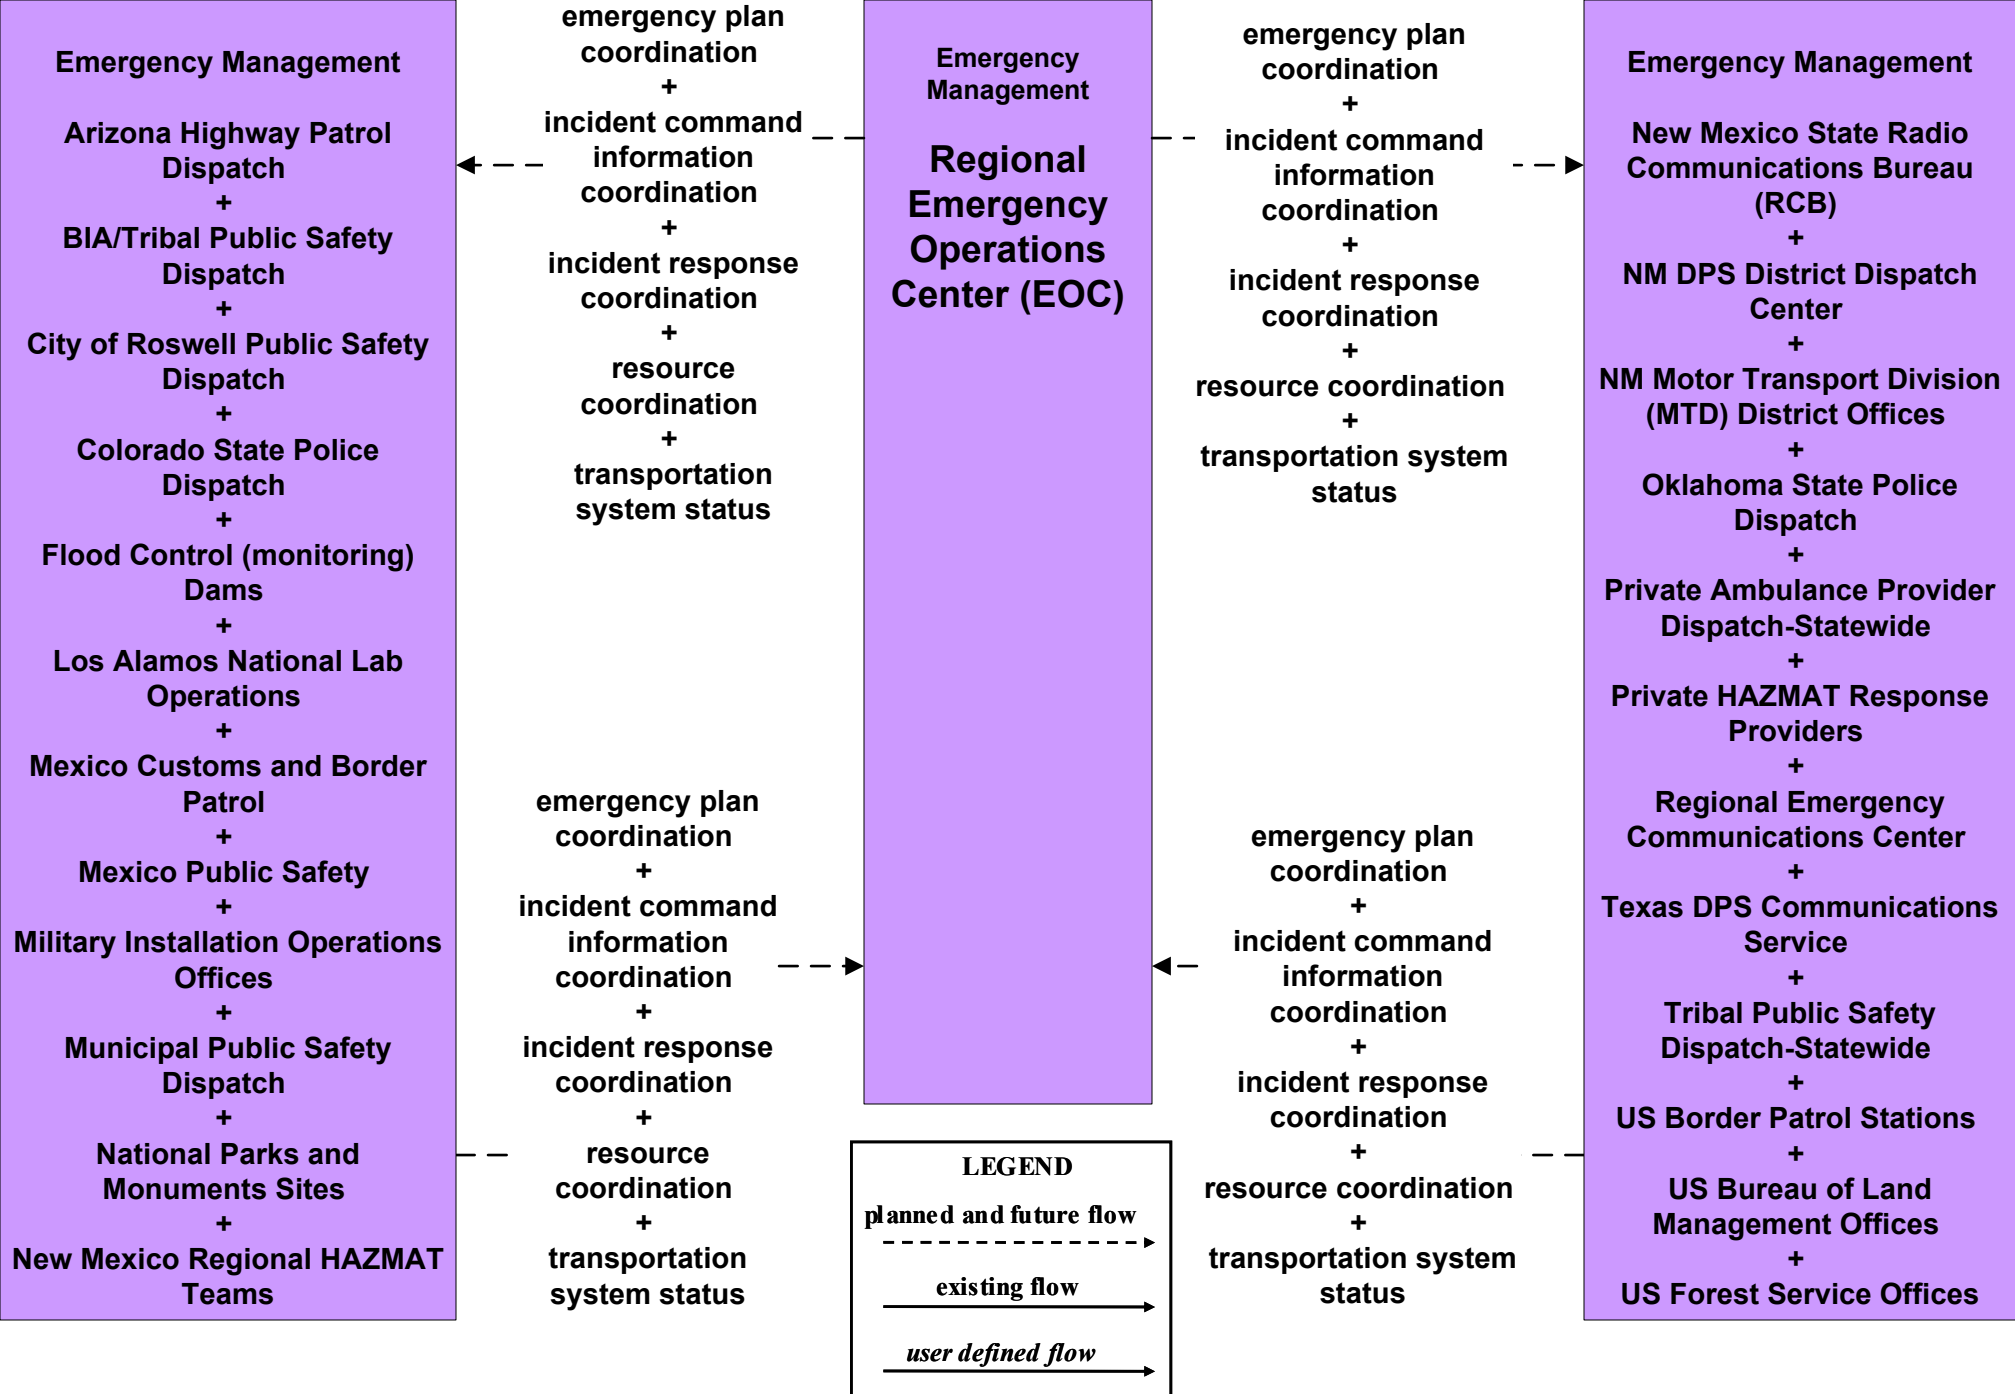 Emergency Management
Arizona Highway Patrol
Dispatch
+
BIA/Tribal Public Safety
Dispatch
+
City of Roswell Public Safety
Dispatch
+
Colorado State Police
Dispatch
+
Flood Control (monitoring)
Dams
+
Los Alamos National Lab
Operations
+
Mexico Customs and Border
Patrol
+
Mexico Public Safety
+
Military Installation Operations
Offices
+
Municipal Public Safety
Dispatch
+
National Parks and
Monuments Sites
+
New Mexico Regional HAZMAT
Teams
emergency plan
coordination
+
incident command
information
coordination
+
incident response
coordination
+
resource
coordination
+
transportation
system status
emergency plan
coordination
+
incident command
information
coordination
+
incident response
coordination
+
resource
coordination
+
transportation
system status
Emergency
Management
Regional
Emergency
Operations
Center (EOC)
LEGEND
planned and future flow
existing flow
user defined flow
emergency plan
coordination
+
incident command
information
coordination
+
incident response
coordination
+
resource coordination
+
transportation system
status
emergency plan
coordination
+
incident command
information
coordination
+
incident response
coordination
+
resource coordination
+
transportation system
status
Emergency Management
New Mexico State Radio
Communications Bureau
(RCB)
+
NM DPS District Dispatch
Center
+
NM Motor Transport Division
(MTD) District Offices
+
Oklahoma State Police
Dispatch
+
Private Ambulance Provider
Dispatch-Statewide
+
Private HAZMAT Response
Providers
+
Regional Emergency
Communications Center
+
Texas DPS Communications
Service
+
Tribal Public Safety
Dispatch-Statewide
+
US Border Patrol Stations
+
US Bureau of Land
Management Offices
+
US Forest Service Offices